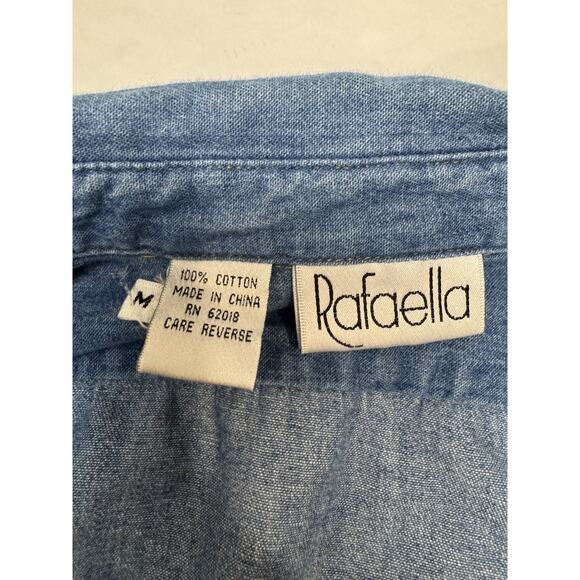 M
100% COTTON
MADE IN CHINA
RN 62018
CARE REVERSE
Rafaella